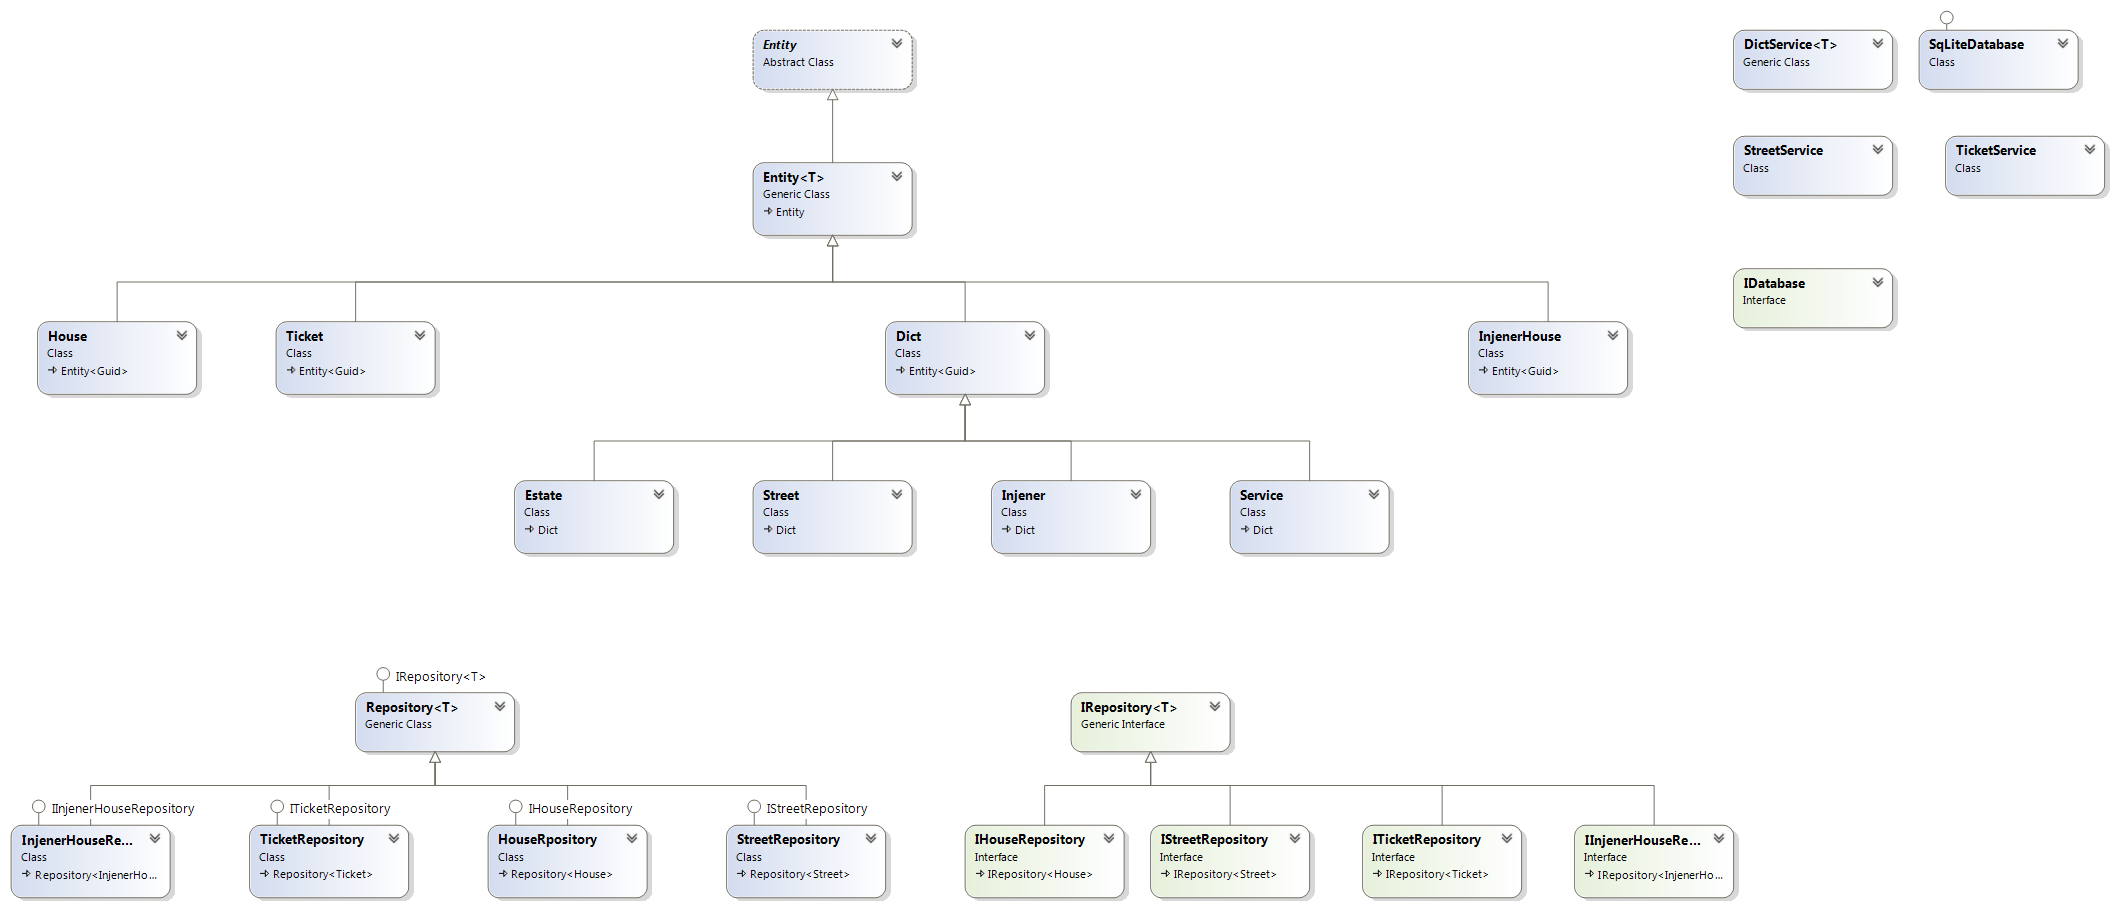 Entity
Abstract Class
DictService<T>
Generic Class
SqLiteDatabase
Class
StreetService
Class
TicketService
Class
Entity<T>
Generic Class
Entity
IDatabase
Interface
House
Class
Entity<Guid>
Ticket
Class
Entity<Guid>
Dict
Class
Entity<Guid>
InjenerHouse
Class
Entity<Guid>
Estate
Class
Dict
Street
Class
Dict
Injener
Class
Dict
Service
Class
Dict
IRepository<T>
Repository<T>
Generic Class
IRepository<T>
Generic Interface
IInjenerHouseRepository
InjenerHouseRe...
Class
Repository<InjenerHo...
ITicketRepository
TicketRepository
Class
Repository<Ticket>
IHouseRepository
HouseRpository
Class
Repository<House>
IStreetRepository
StreetRepository
Class
Repository<Street>
IHouseRepository
Interface
IRepository<House>
IStreetRepository
Interface
IRepository<Street>
ITicketRepository
Interface
IRepository<Ticket>
IInjenerHouseRe...
Interface
IRepository<InjenerHo...